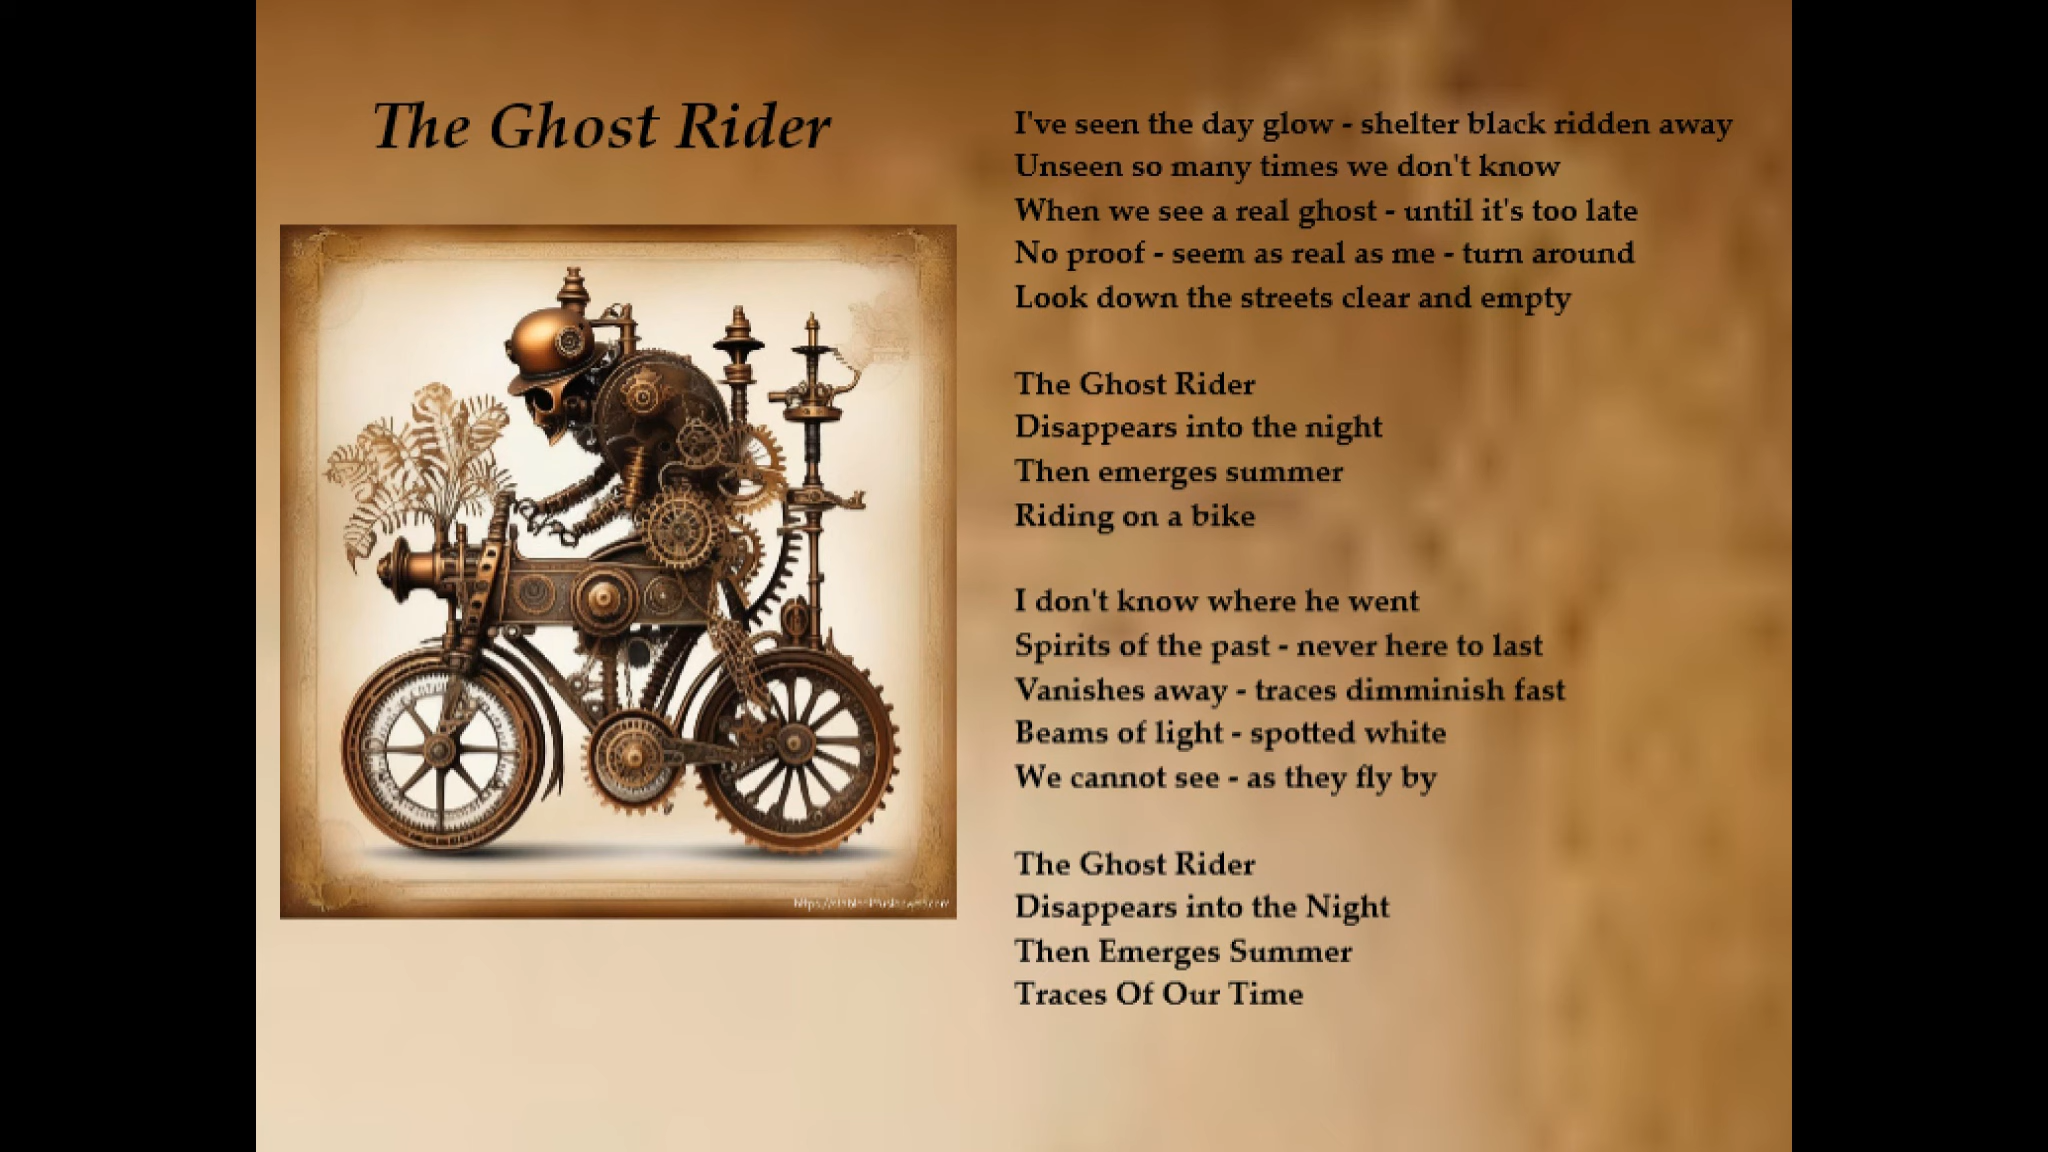 The Ghost Rider
I've seen the day glow - shelter black ridden away
Unseen so many times we don't know
When we see a real ghost - until it's too late
No proof - seem as real as me - turn around
Look down the streets clear and empty
The Ghost Rider
Disappears into the night
Then emerges summer
Riding on a bike
I don't know where he went
Spirits of the past - never here to last
Vanishes away - traces dimminish fast
Beams of light - spotted white
We cannot see - as they fly by
The Ghost Rider
Disappears into the Night
Then Emerges Summer
Traces Of Our Time